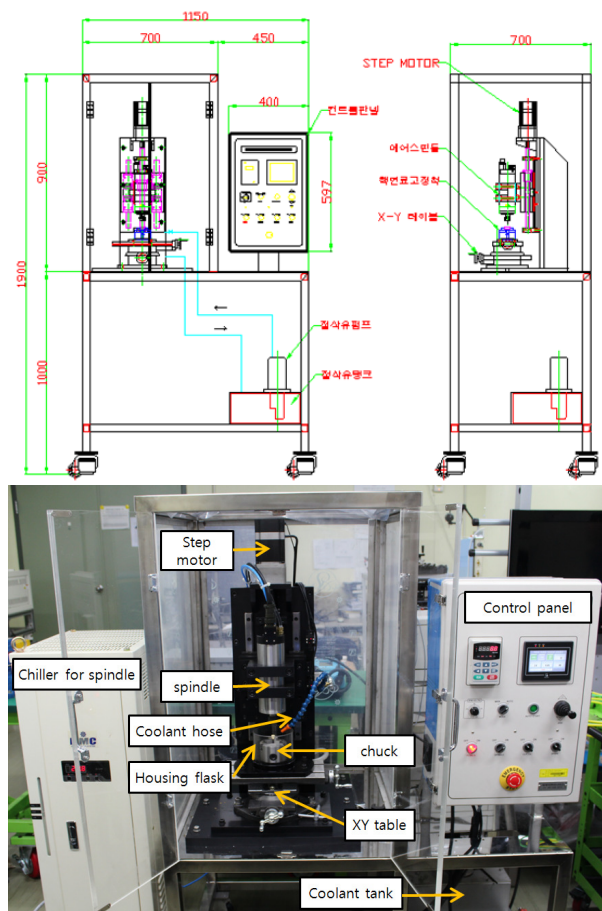 1150
700
450
700
STEP MOTOR
400
컨트롤판넬
에어스핀들
핵연료고정척
X-Y 테이블
900
597
1900
1000
절삭유펌프
절삭유탱크
Step
motor
Control panel
Chiller for spindle
spindle
Coolant hose
chuck
Housing flask
XY table
Coolant tank
EMERGENCY